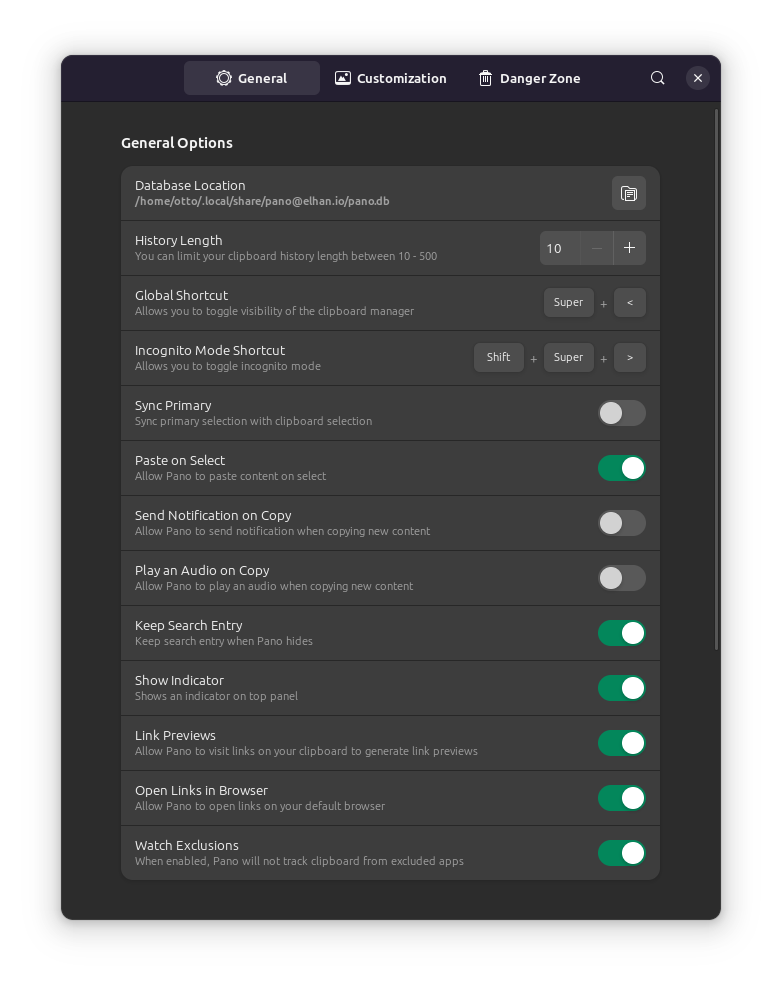 General
Customization
Danger Zone
General Options
Database Location
/home/otto/.local/share/pano@elhan.io/pano.db
History Length
You can limit your clipboard history length between 10 - 500
10
Global Shortcut
Allows you to toggle visibility of the clipboard manager
Super + <
Incognito Mode Shortcut
Allows you to toggle incognito mode
Shift + Super + >
Sync Primary
Sync primary selection with clipboard selection
Paste on Select
Allow Pano to paste content on select
Send Notification on Copy
Allow Pano to send notification when copying new content
Play an Audio on Copy
Allow Pano to play an audio when copying new content
Keep Search Entry
Keep search entry when Pano hides
Show Indicator
Shows an indicator on top panel
Link Previews
Allow Pano to visit links on your clipboard to generate link previews
Open Links in Browser
Allow Pano to open links on your default browser
Watch Exclusions
When enabled, Pano will not track clipboard from excluded apps